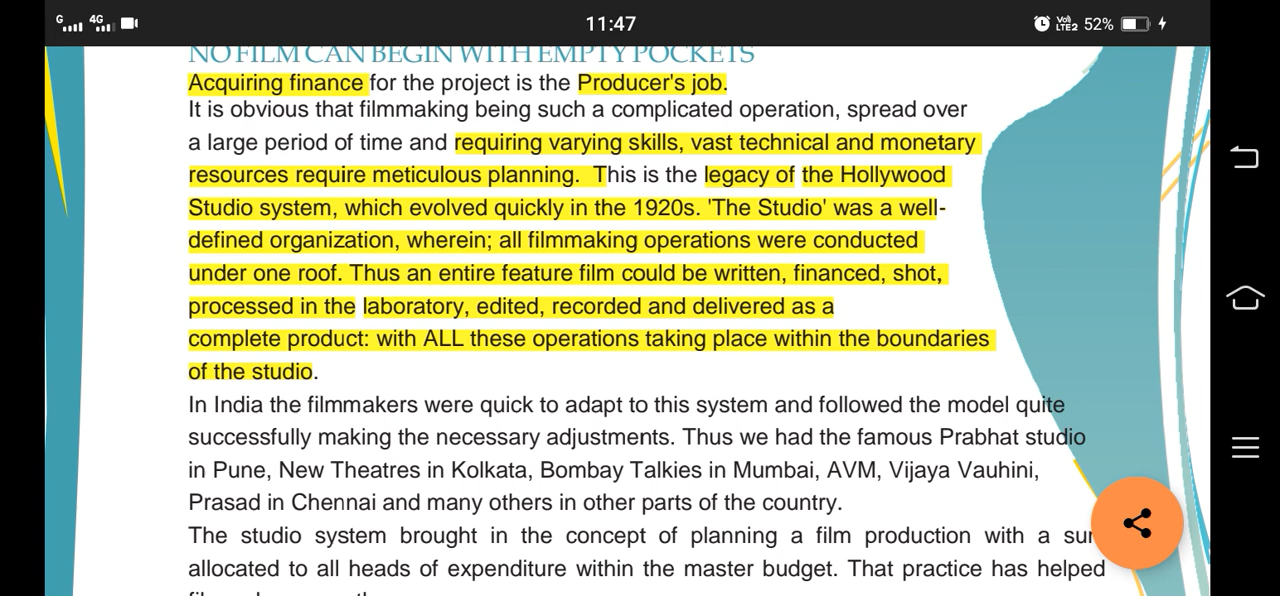 G 4G 11:47 Vo) LTE2 52%
NO FILM CAN BEGIN WITH EMPTY POCKETS
Acquiring finance for the project is the Producer's job.
It is obvious that filmmaking being such a complicated operation, spread over
a large period of time and requiring varying skills, vast technical and monetary
resources require meticulous planning. This is the legacy of the Hollywood
Studio system, which evolved quickly in the 1920s. 'The Studio' was a well-
defined organization, wherein; all filmmaking operations were conducted
under one roof. Thus an entire feature film could be written, financed, shot,
processed in the laboratory, edited, recorded and delivered as a
complete product: with ALL these operations taking place within the boundaries
of the studio.
In India the filmmakers were quick to adapt to this system and followed the model quite
successfully making the necessary adjustments. Thus we had the famous Prabhat studio
in Pune, New Theatres in Kolkata, Bombay Talkies in Mumbai, AVM, Vijaya Vauhini,
Prasad in Chennai and many others in other parts of the country.
The studio system brought in the concept of planning a film production with a
allocated to all heads of expenditure within the master budget. That practice has helped